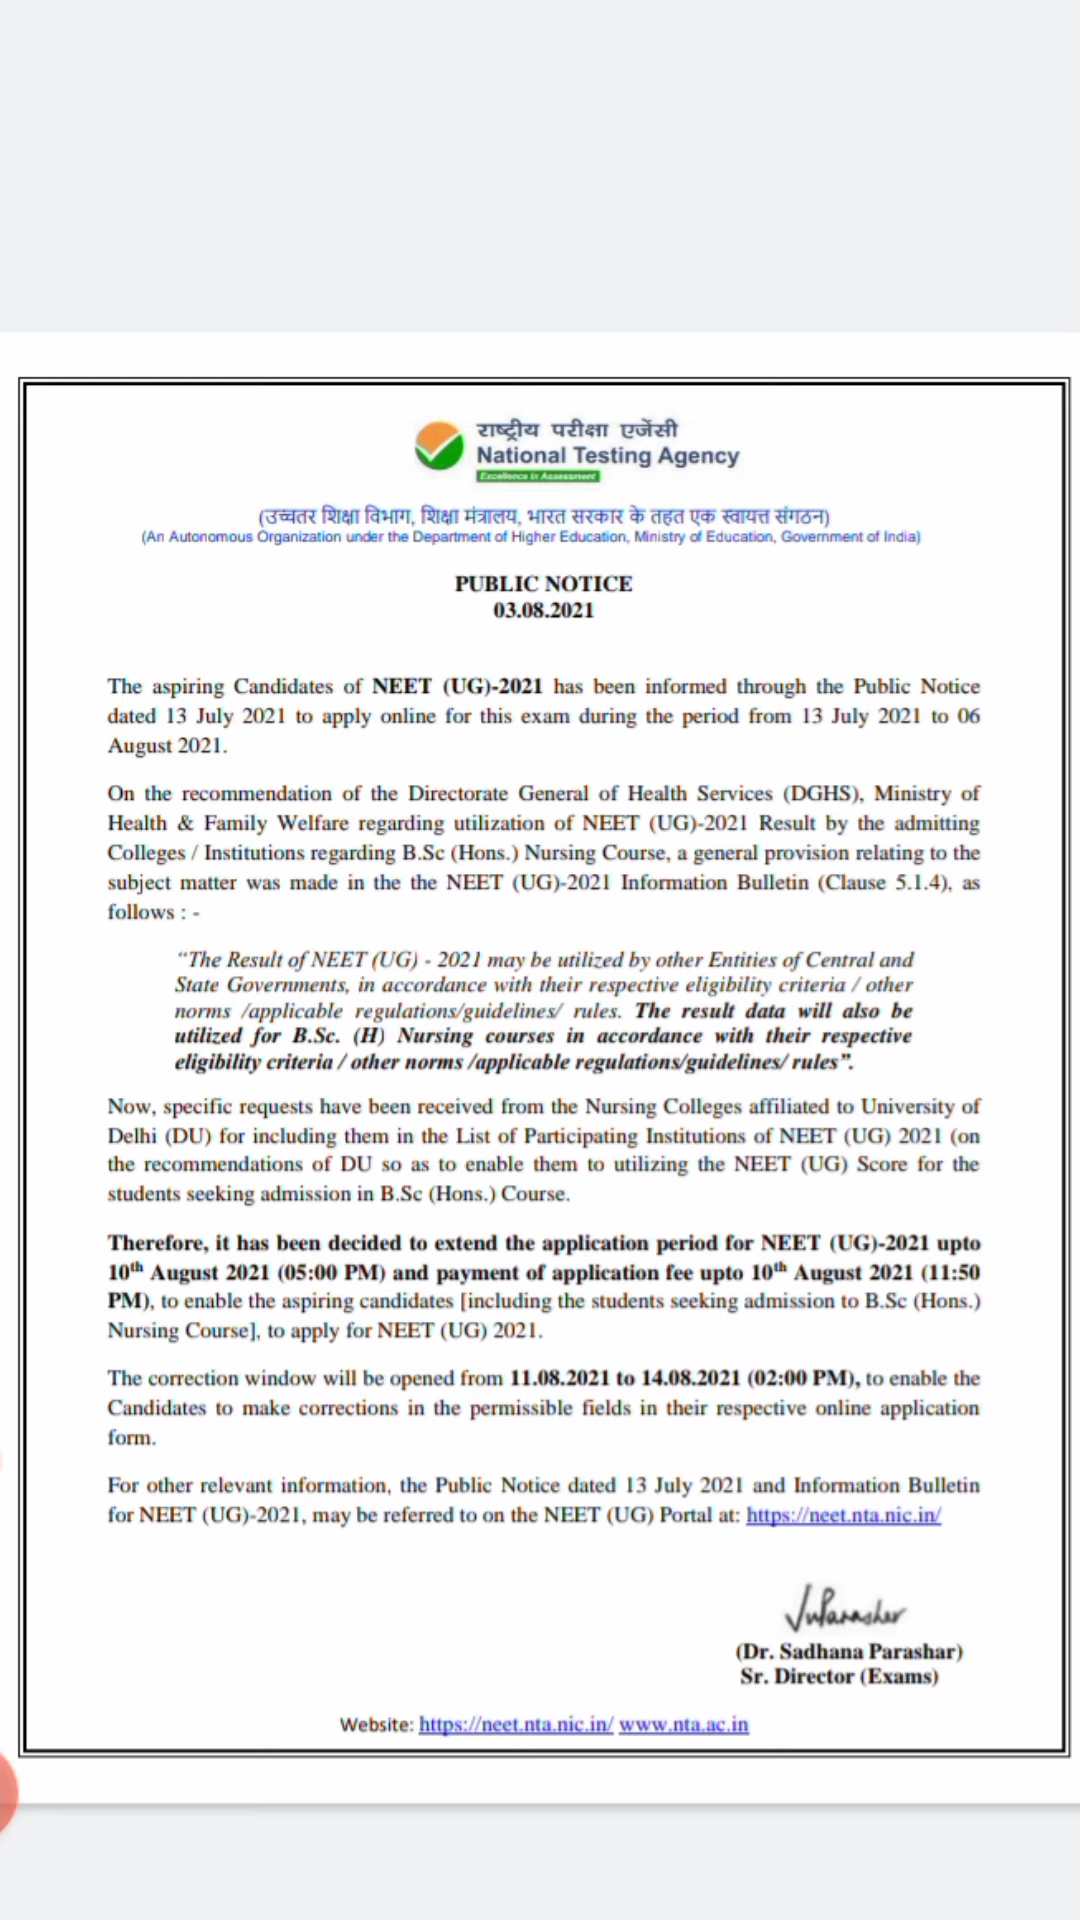 राष्ट्रीय परीक्षा एजेंसी
National Testing Agency
Excellence in Assessment
(उच्चतर शिक्षा विभाग, शिक्षा मंत्रालय, भारत सरकार के तहत एक स्वायत्त संगठन)
(An Autonomous Organization under the Department of Higher Education, Ministry of Education, Government of India)
PUBLIC NOTICE
03.08.2021
The aspiring Candidates of NEET (UG)-2021 has been informed through the Public Notice
dated 13 July 2021 to apply online for this exam during the period from 13 July 2021 to 06
August 2021.
On the recommendation of the Directorate General of Health Services (DGHS), Ministry of
Health & Family Welfare regarding utilization of NEET (UG)-2021 Result by the admitting
Colleges / Institutions regarding B.Sc (Hons.) Nursing Course, a general provision relating to the
subject matter was made in the the NEET (UG)-2021 Information Bulletin (Clause 5.1.4), as
follows : -
“The Result of NEET (UG) - 2021 may be utilized by other Entities of Central and
State Governments, in accordance with their respective eligibility criteria / other
norms /applicable regulations/guidelines/ rules. The result data will also be
utilized for B.Sc. (H) Nursing courses in accordance with their respective
eligibility criteria / other norms /applicable regulations/guidelines/ rules”.
Now, specific requests have been received from the Nursing Colleges affiliated to University of
Delhi (DU) for including them in the List of Participating Institutions of NEET (UG) 2021 (on
the recommendations of DU so as to enable them to utilizing the NEET (UG) Score for the
students seeking admission in B.Sc (Hons.) Course.
Therefore, it has been decided to extend the application period for NEET (UG)-2021 upto
10th August 2021 (05:00 PM) and payment of application fee upto 10th August 2021 (11:50
PM), to enable the aspiring candidates [including the students seeking admission to B.Sc (Hons.)
Nursing Course], to apply for NEET (UG) 2021.
The correction window will be opened from 11.08.2021 to 14.08.2021 (02:00 PM), to enable the
Candidates to make corrections in the permissible fields in their respective online application
form.
For other relevant information, the Public Notice dated 13 July 2021 and Information Bulletin
for NEET (UG)-2021, may be referred to on the NEET (UG) Portal at: https://neet.nta.nic.in/
(Dr. Sadhana Parashar)
Sr. Director (Exams)
Website: https://neet.nta.nic.in/ www.nta.ac.in